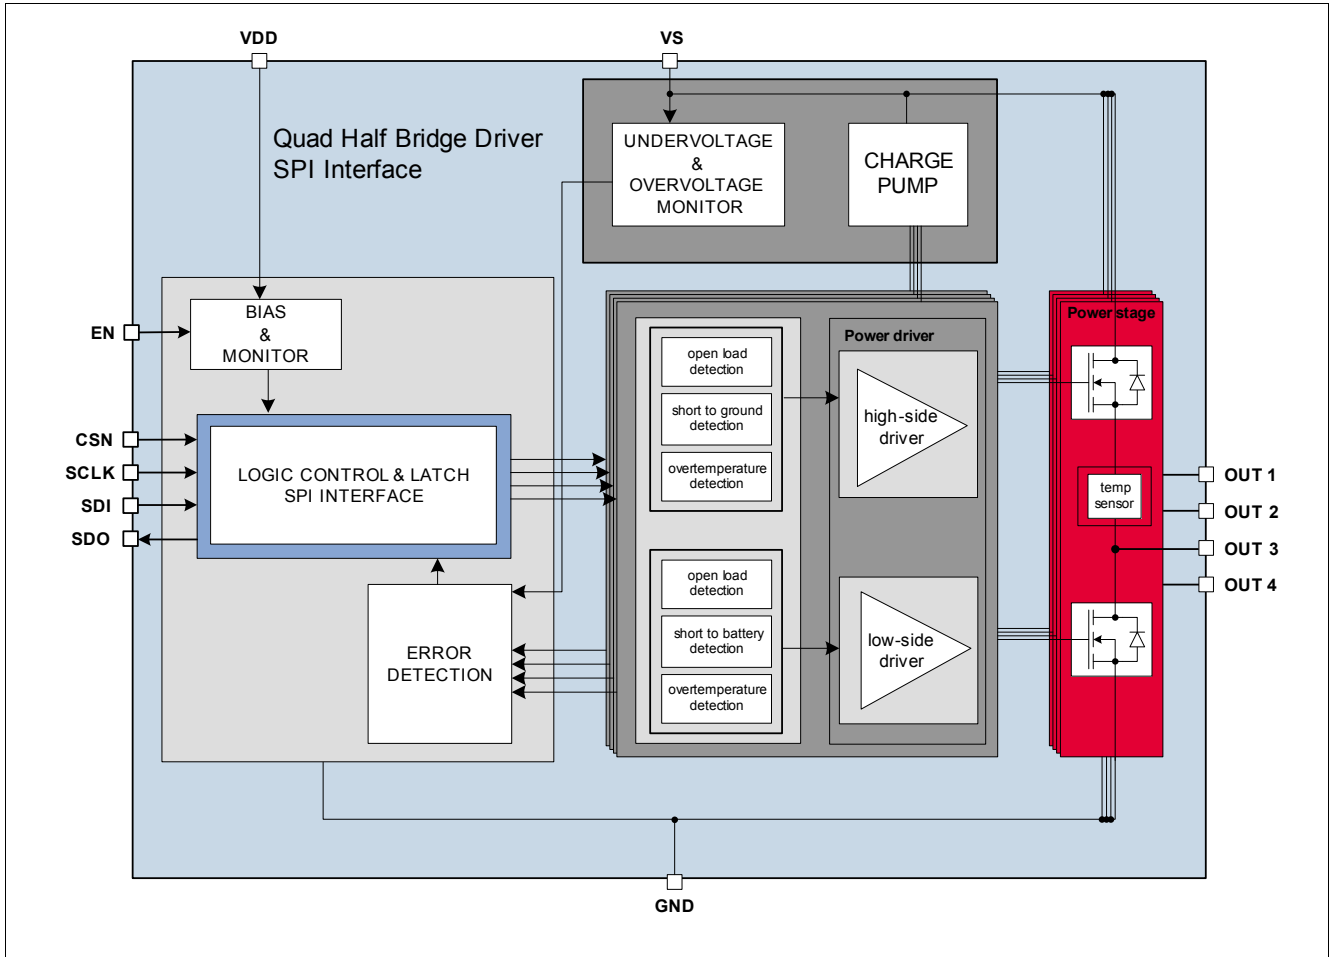 VDD
VS
Quad Half Bridge Driver
SPI Interface
UNDERVOLTAGE
&
OVERVOLTAGE
MONITOR
CHARGE
PUMP
BIAS
&
MONITOR
EN
CSN
SCLK
SDI
SDO
LOGIC CONTROL & LATCH
SPI INTERFACE
ERROR
DETECTION
open load
detection
short to ground
detection
overtemperature
detection
open load
detection
short to battery
detection
overtemperature
detection
Power driver
high-side
driver
low-side
driver
Power stage
temp
sensor
OUT 1
OUT 2
OUT 3
OUT 4
GND